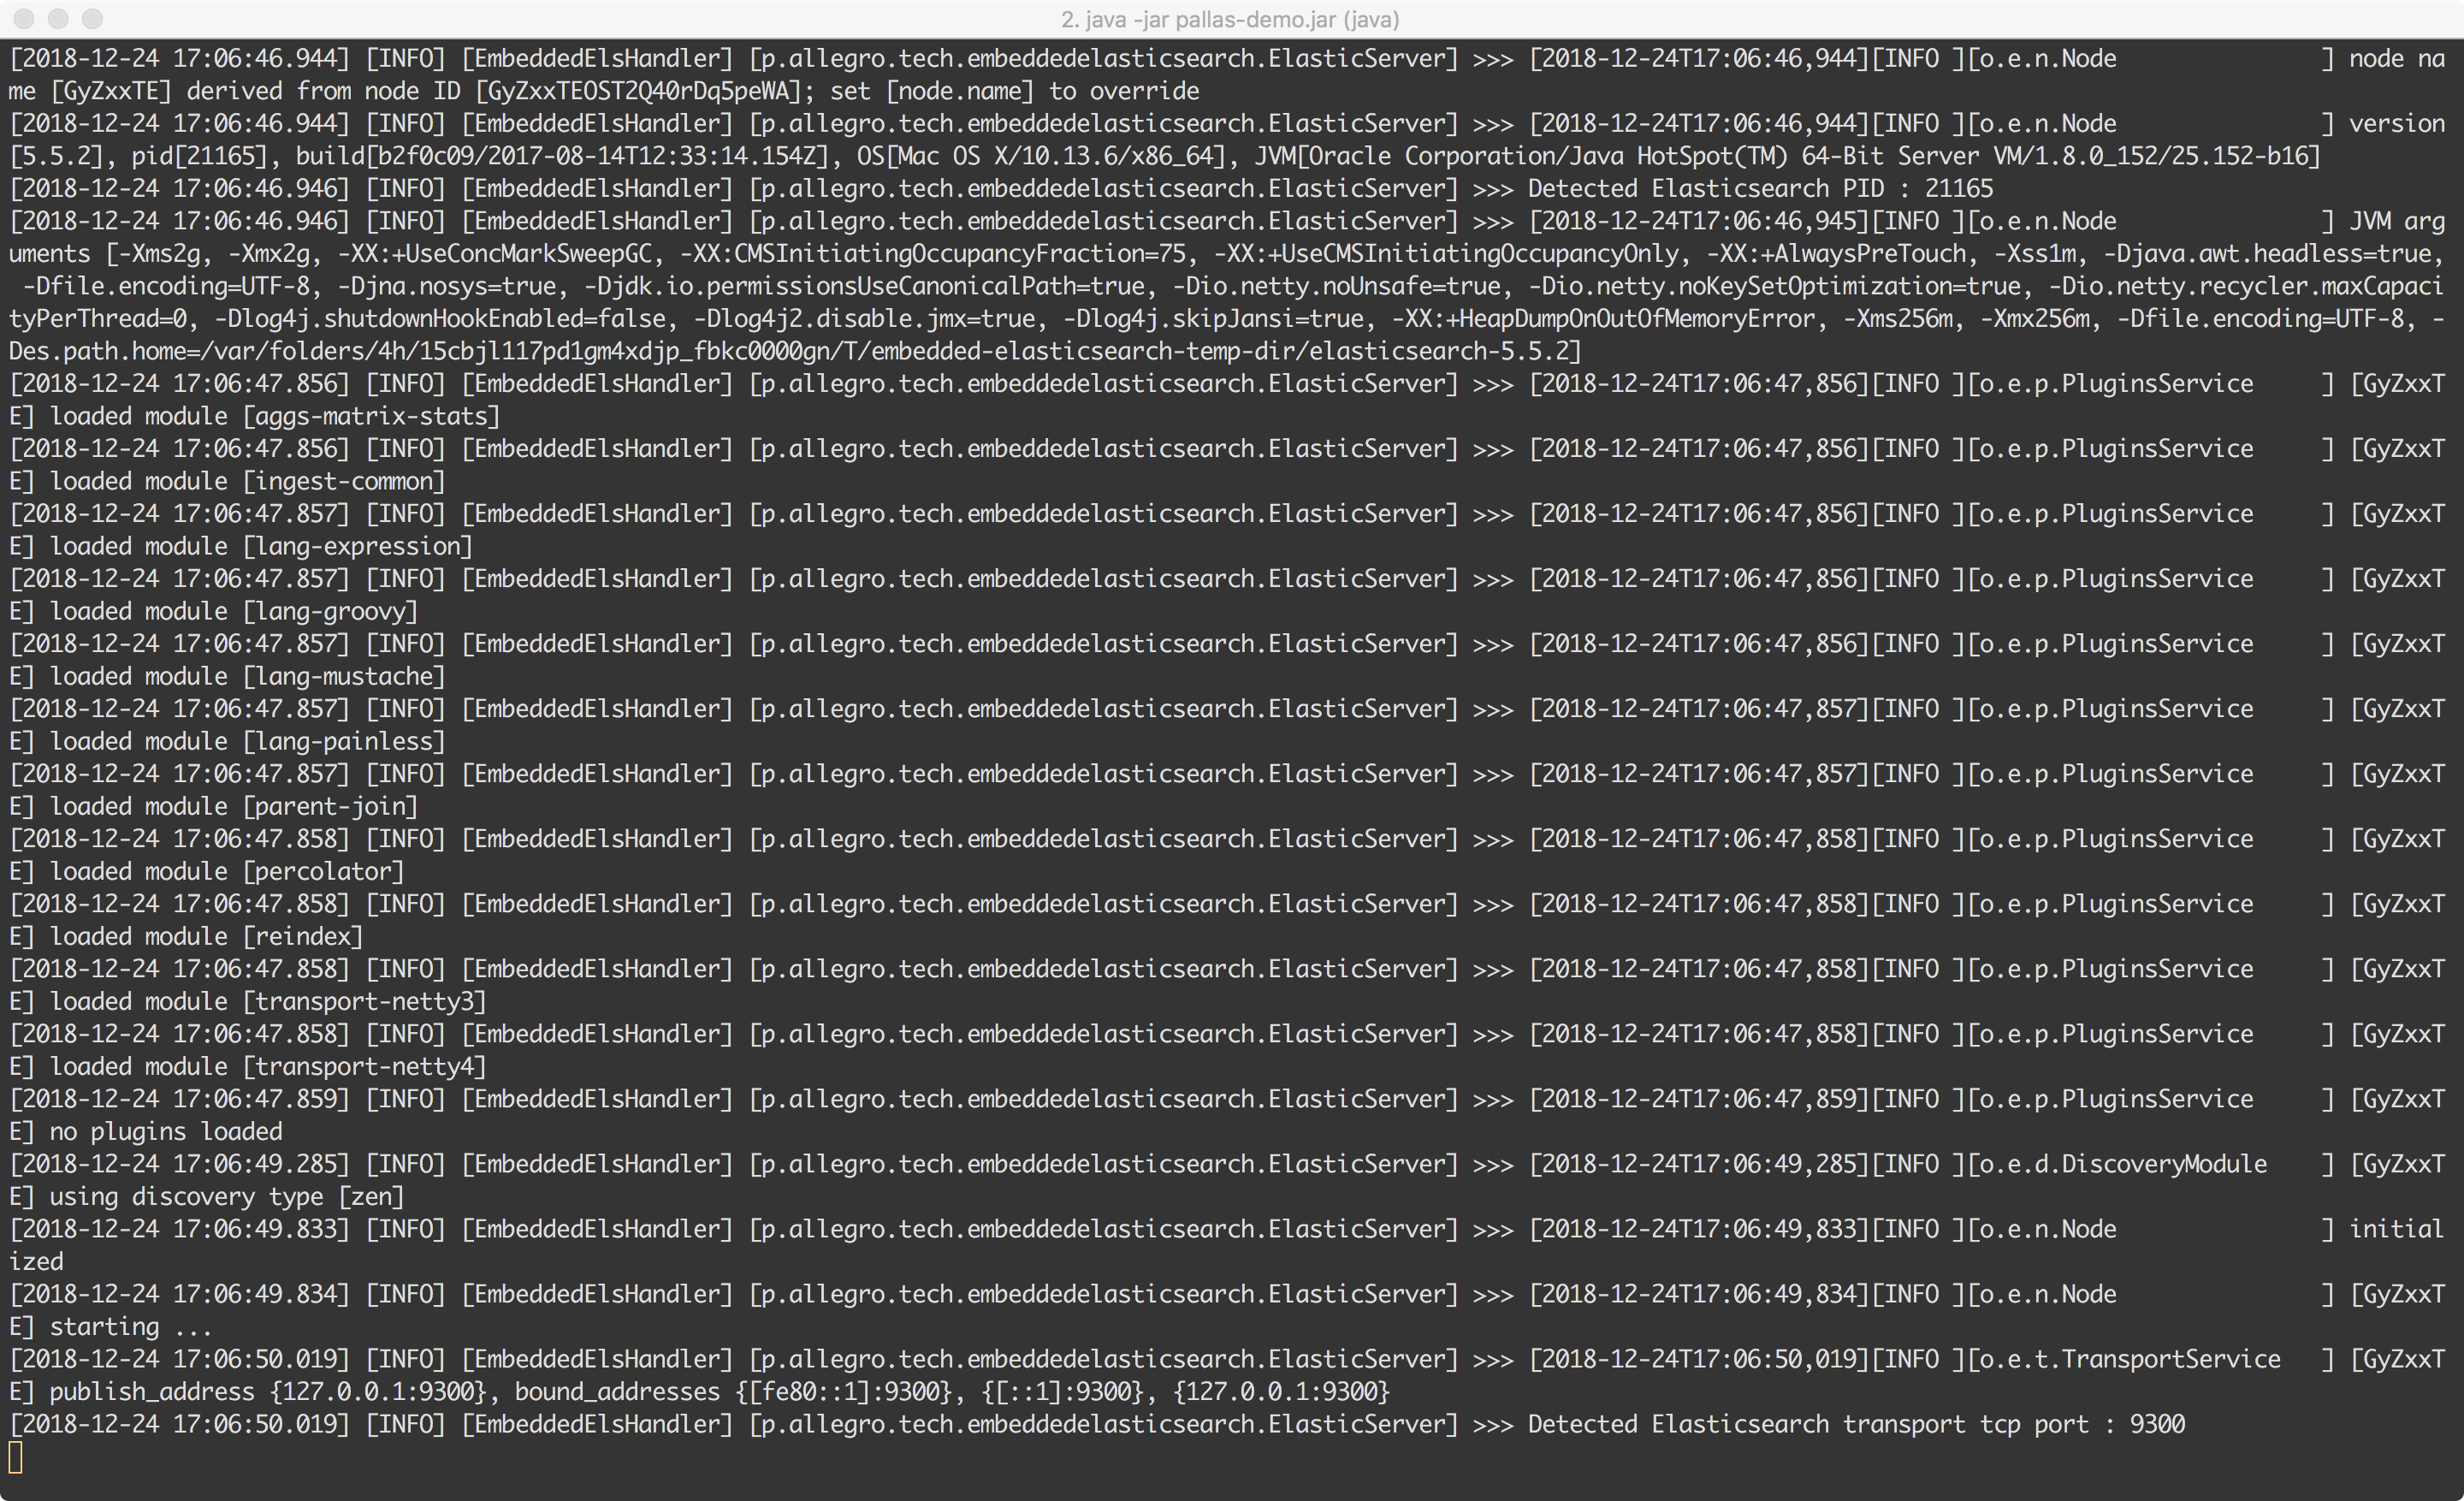 2. java -jar pallas-demo.jar (java)
[2018-12-24 17:06:46.944] [INFO] [EmbeddedElsHandler] [p.allegro.tech.embeddedelasticsearch.ElasticServer] >>> [2018-12-24T17:06:46,944][INFO ][o.e.n.Node               ] node na
me [GyZxxTE] derived from node ID [GyZxxTEOST2Q40rDq5peWA]; set [node.name] to override
[2018-12-24 17:06:46.944] [INFO] [EmbeddedElsHandler] [p.allegro.tech.embeddedelasticsearch.ElasticServer] >>> [2018-12-24T17:06:46,944][INFO ][o.e.n.Node               ] version
[5.5.2], pid[21165], build[b2f0c09/2017-08-14T12:33:14.154Z], OS[Mac OS X/10.13.6/x86_64], JVM[Oracle Corporation/Java HotSpot(TM) 64-Bit Server VM/1.8.0_152/25.152-b16]
[2018-12-24 17:06:46.946] [INFO] [EmbeddedElsHandler] [p.allegro.tech.embeddedelasticsearch.ElasticServer] >>> Detected Elasticsearch PID : 21165
[2018-12-24 17:06:46.946] [INFO] [EmbeddedElsHandler] [p.allegro.tech.embeddedelasticsearch.ElasticServer] >>> [2018-12-24T17:06:46,945][INFO ][o.e.n.Node               ] JVM arg
uments [-Xms2g, -Xmx2g, -XX:+UseConcMarkSweepGC, -XX:CMSInitiatingOccupancyFraction=75, -XX:+UseCMSInitiatingOccupancyOnly, -XX:+AlwaysPreTouch, -Xss1m, -Djava.awt.headless=true,
 -Dfile.encoding=UTF-8, -Djna.nosys=true, -Djdk.io.permissionsUseCanonicalPath=true, -Dio.netty.noUnsafe=true, -Dio.netty.noKeySetOptimization=true, -Dio.netty.recycler.maxCapaci
tyPerThread=0, -Dlog4j.shutdownHookEnabled=false, -Dlog4j2.disable.jmx=true, -Dlog4j.skipJansi=true, -XX:+HeapDumpOnOutOfMemoryError, -Xms256m, -Xmx256m, -Dfile.encoding=UTF-8, -
Des.path.home=/var/folders/4h/15cbjl117pd1gm4xdjp_fbkc0000gn/T/embedded-elasticsearch-temp-dir/elasticsearch-5.5.2]
[2018-12-24 17:06:47.856] [INFO] [EmbeddedElsHandler] [p.allegro.tech.embeddedelasticsearch.ElasticServer] >>> [2018-12-24T17:06:47,856][INFO ][o.e.p.PluginsService     ] [GyZxxT
E] loaded module [aggs-matrix-stats]
[2018-12-24 17:06:47.856] [INFO] [EmbeddedElsHandler] [p.allegro.tech.embeddedelasticsearch.ElasticServer] >>> [2018-12-24T17:06:47,856][INFO ][o.e.p.PluginsService     ] [GyZxxT
E] loaded module [ingest-common]
[2018-12-24 17:06:47.857] [INFO] [EmbeddedElsHandler] [p.allegro.tech.embeddedelasticsearch.ElasticServer] >>> [2018-12-24T17:06:47,856][INFO ][o.e.p.PluginsService     ] [GyZxxT
E] loaded module [lang-expression]
[2018-12-24 17:06:47.857] [INFO] [EmbeddedElsHandler] [p.allegro.tech.embeddedelasticsearch.ElasticServer] >>> [2018-12-24T17:06:47,856][INFO ][o.e.p.PluginsService     ] [GyZxxT
E] loaded module [lang-groovy]
[2018-12-24 17:06:47.857] [INFO] [EmbeddedElsHandler] [p.allegro.tech.embeddedelasticsearch.ElasticServer] >>> [2018-12-24T17:06:47,856][INFO ][o.e.p.PluginsService     ] [GyZxxT
E] loaded module [lang-mustache]
[2018-12-24 17:06:47.857] [INFO] [EmbeddedElsHandler] [p.allegro.tech.embeddedelasticsearch.ElasticServer] >>> [2018-12-24T17:06:47,857][INFO ][o.e.p.PluginsService     ] [GyZxxT
E] loaded module [lang-painless]
[2018-12-24 17:06:47.857] [INFO] [EmbeddedElsHandler] [p.allegro.tech.embeddedelasticsearch.ElasticServer] >>> [2018-12-24T17:06:47,857][INFO ][o.e.p.PluginsService     ] [GyZxxT
E] loaded module [parent-join]
[2018-12-24 17:06:47.858] [INFO] [EmbeddedElsHandler] [p.allegro.tech.embeddedelasticsearch.ElasticServer] >>> [2018-12-24T17:06:47,858][INFO ][o.e.p.PluginsService     ] [GyZxxT
E] loaded module [percolator]
[2018-12-24 17:06:47.858] [INFO] [EmbeddedElsHandler] [p.allegro.tech.embeddedelasticsearch.ElasticServer] >>> [2018-12-24T17:06:47,858][INFO ][o.e.p.PluginsService     ] [GyZxxT
E] loaded module [reindex]
[2018-12-24 17:06:47.858] [INFO] [EmbeddedElsHandler] [p.allegro.tech.embeddedelasticsearch.ElasticServer] >>> [2018-12-24T17:06:47,858][INFO ][o.e.p.PluginsService     ] [GyZxxT
E] loaded module [transport-netty3]
[2018-12-24 17:06:47.858] [INFO] [EmbeddedElsHandler] [p.allegro.tech.embeddedelasticsearch.ElasticServer] >>> [2018-12-24T17:06:47,858][INFO ][o.e.p.PluginsService     ] [GyZxxT
E] loaded module [transport-netty4]
[2018-12-24 17:06:47.859] [INFO] [EmbeddedElsHandler] [p.allegro.tech.embeddedelasticsearch.ElasticServer] >>> [2018-12-24T17:06:47,859][INFO ][o.e.p.PluginsService     ] [GyZxxT
E] no plugins loaded
[2018-12-24 17:06:49.285] [INFO] [EmbeddedElsHandler] [p.allegro.tech.embeddedelasticsearch.ElasticServer] >>> [2018-12-24T17:06:49,285][INFO ][o.e.d.DiscoveryModule    ] [GyZxxT
E] using discovery type [zen]
[2018-12-24 17:06:49.833] [INFO] [EmbeddedElsHandler] [p.allegro.tech.embeddedelasticsearch.ElasticServer] >>> [2018-12-24T17:06:49,833][INFO ][o.e.n.Node               ] initial
ized
[2018-12-24 17:06:49.834] [INFO] [EmbeddedElsHandler] [p.allegro.tech.embeddedelasticsearch.ElasticServer] >>> [2018-12-24T17:06:49,834][INFO ][o.e.n.Node               ] [GyZxxT
E] starting ...
[2018-12-24 17:06:50.019] [INFO] [EmbeddedElsHandler] [p.allegro.tech.embeddedelasticsearch.ElasticServer] >>> [2018-12-24T17:06:50,019][INFO ][o.e.t.TransportService   ] [GyZxxT
E] publish_address {127.0.0.1:9300}, bound_addresses {[fe80::1]:9300}, {[::1]:9300}, {127.0.0.1:9300}
[2018-12-24 17:06:50.019] [INFO] [EmbeddedElsHandler] [p.allegro.tech.embeddedelasticsearch.ElasticServer] >>> Detected Elasticsearch transport tcp port : 9300